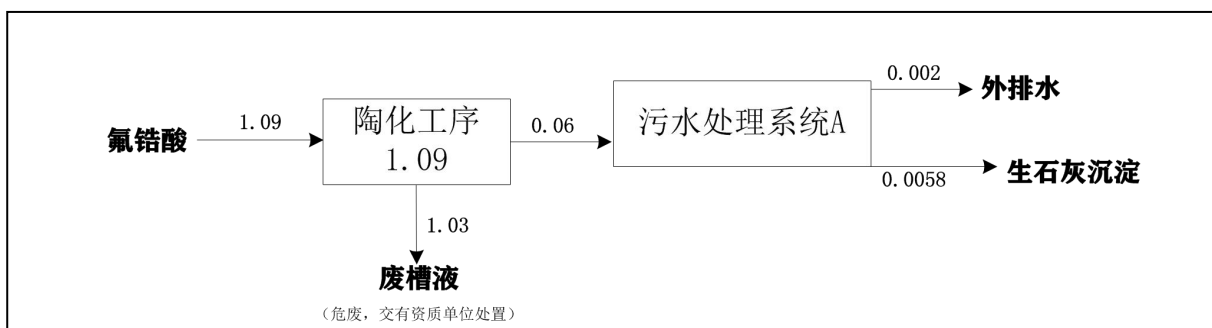 氟锆酸
1.09
陶化工序
1.09
0.06
污水处理系统A
0.002
外排水
0.0058
生石灰沉淀
1.03
废槽液
(危废,交有资质单位处置)